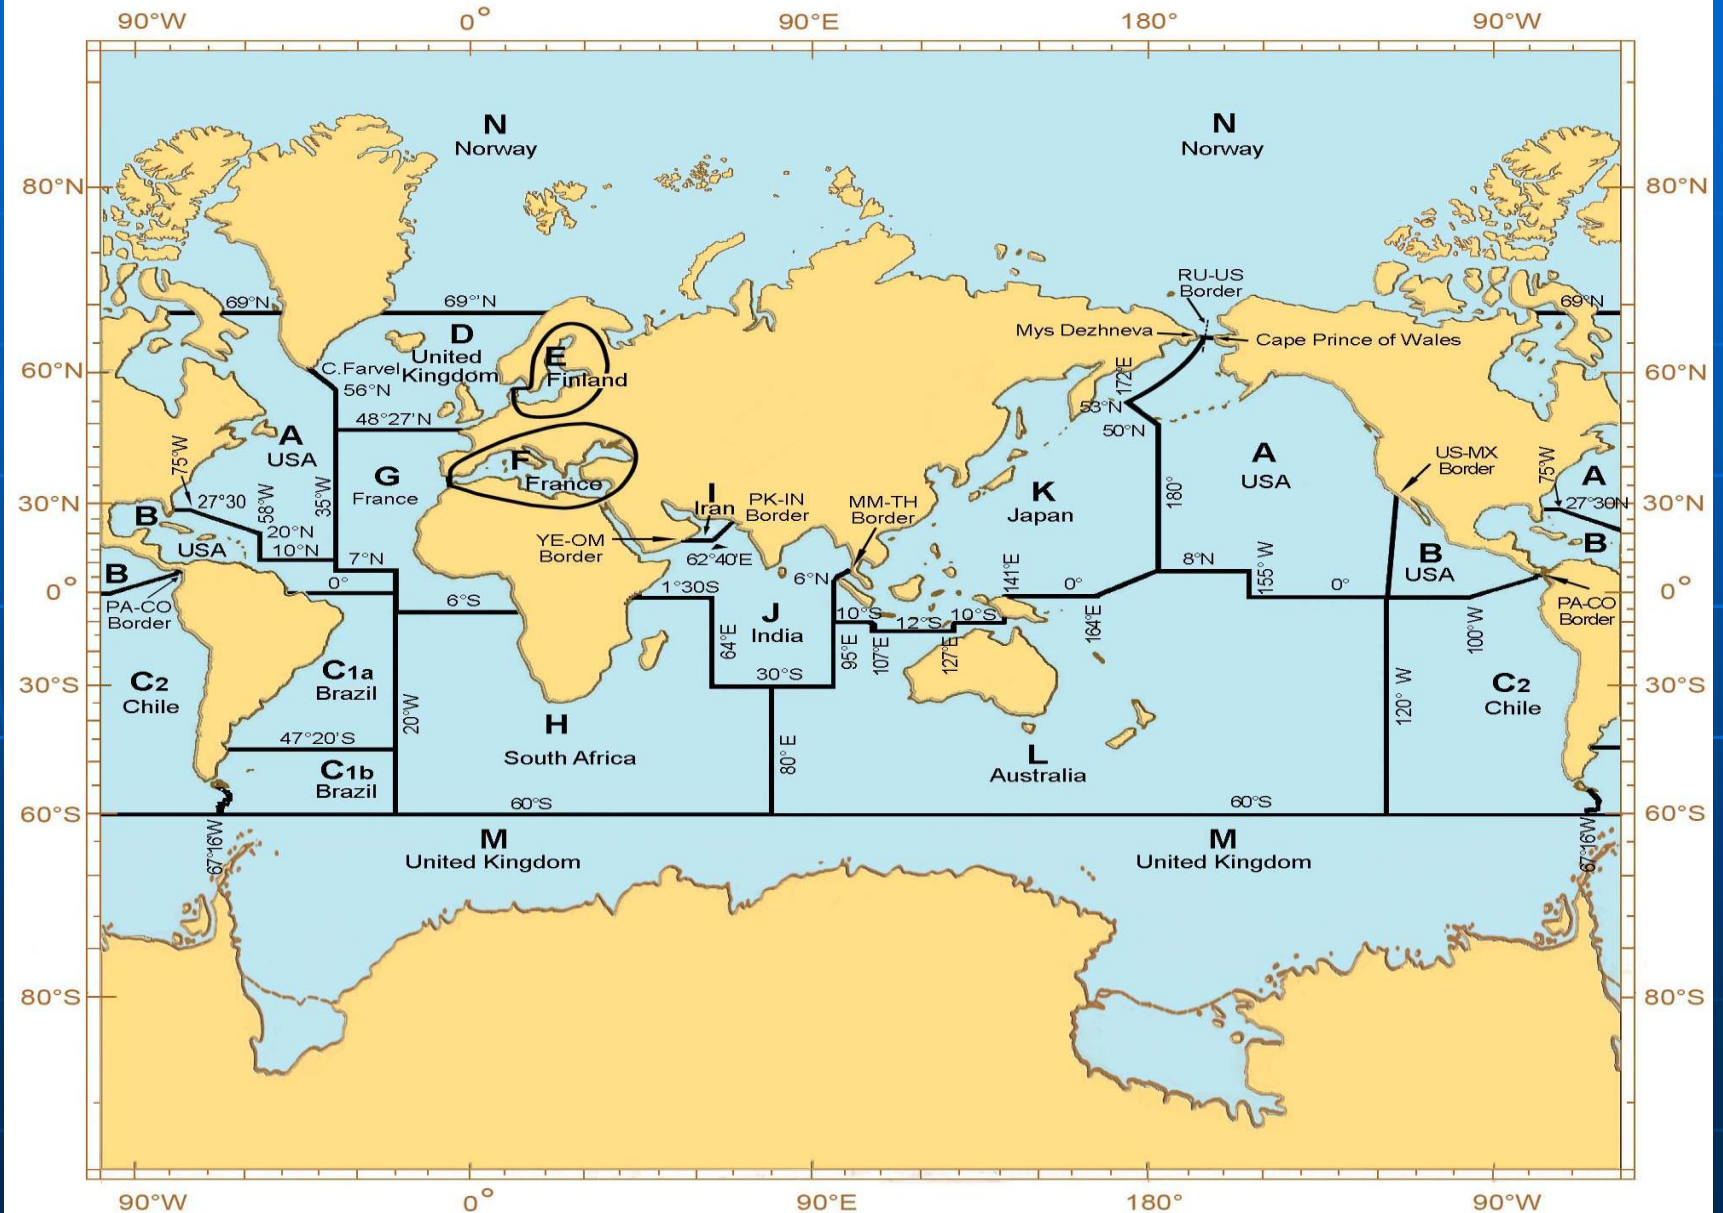 90°W
0°
90°E
180°
90°W
N
Norway
N
Norway
80°N
80°N
RU-US
Border
69°N
69°'N
69°N
D
United
Kingdom
Mys Dezhneva
Cape Prince of Wales
E
Finland
60°N
C.Farvel
56°N
172°E
60°N
53°N
48°27'N
50°N
A
USA
75°W
F
France
G
France
A
USA
US-MX
Border
75°W
A
30°N
27°30
58°W
35°W
I
Iran
PK-IN
Border
MM-TH
Border
K
Japan
180°
27°30N
30°N
B
USA
20°N
10°N
YE-OM
Border
62°40'E
B
USA
B
7°N
8°N
155° W
B
0°
0°
1°30S
6°N
141°E
0°
0°
0°
PA-CO
Border
6°S
J
India
10°S
12°S
10°S
164°E
100°W
PA-CO
Border
64°E
95°E
107°E
127°E
C1a
Brazil
30°S
C2
Chile
30°S
C2
Chile
30°S
20°W
120° W
H
South Africa
47°20'S
80° E
L
Australia
C1b
Brazil
60°S
60°S
60°S
60°S
67°16'W
M
United Kingdom
M
United Kingdom
67°16W
80°S
80°S
90°W
0°
90°E
180°
90°W